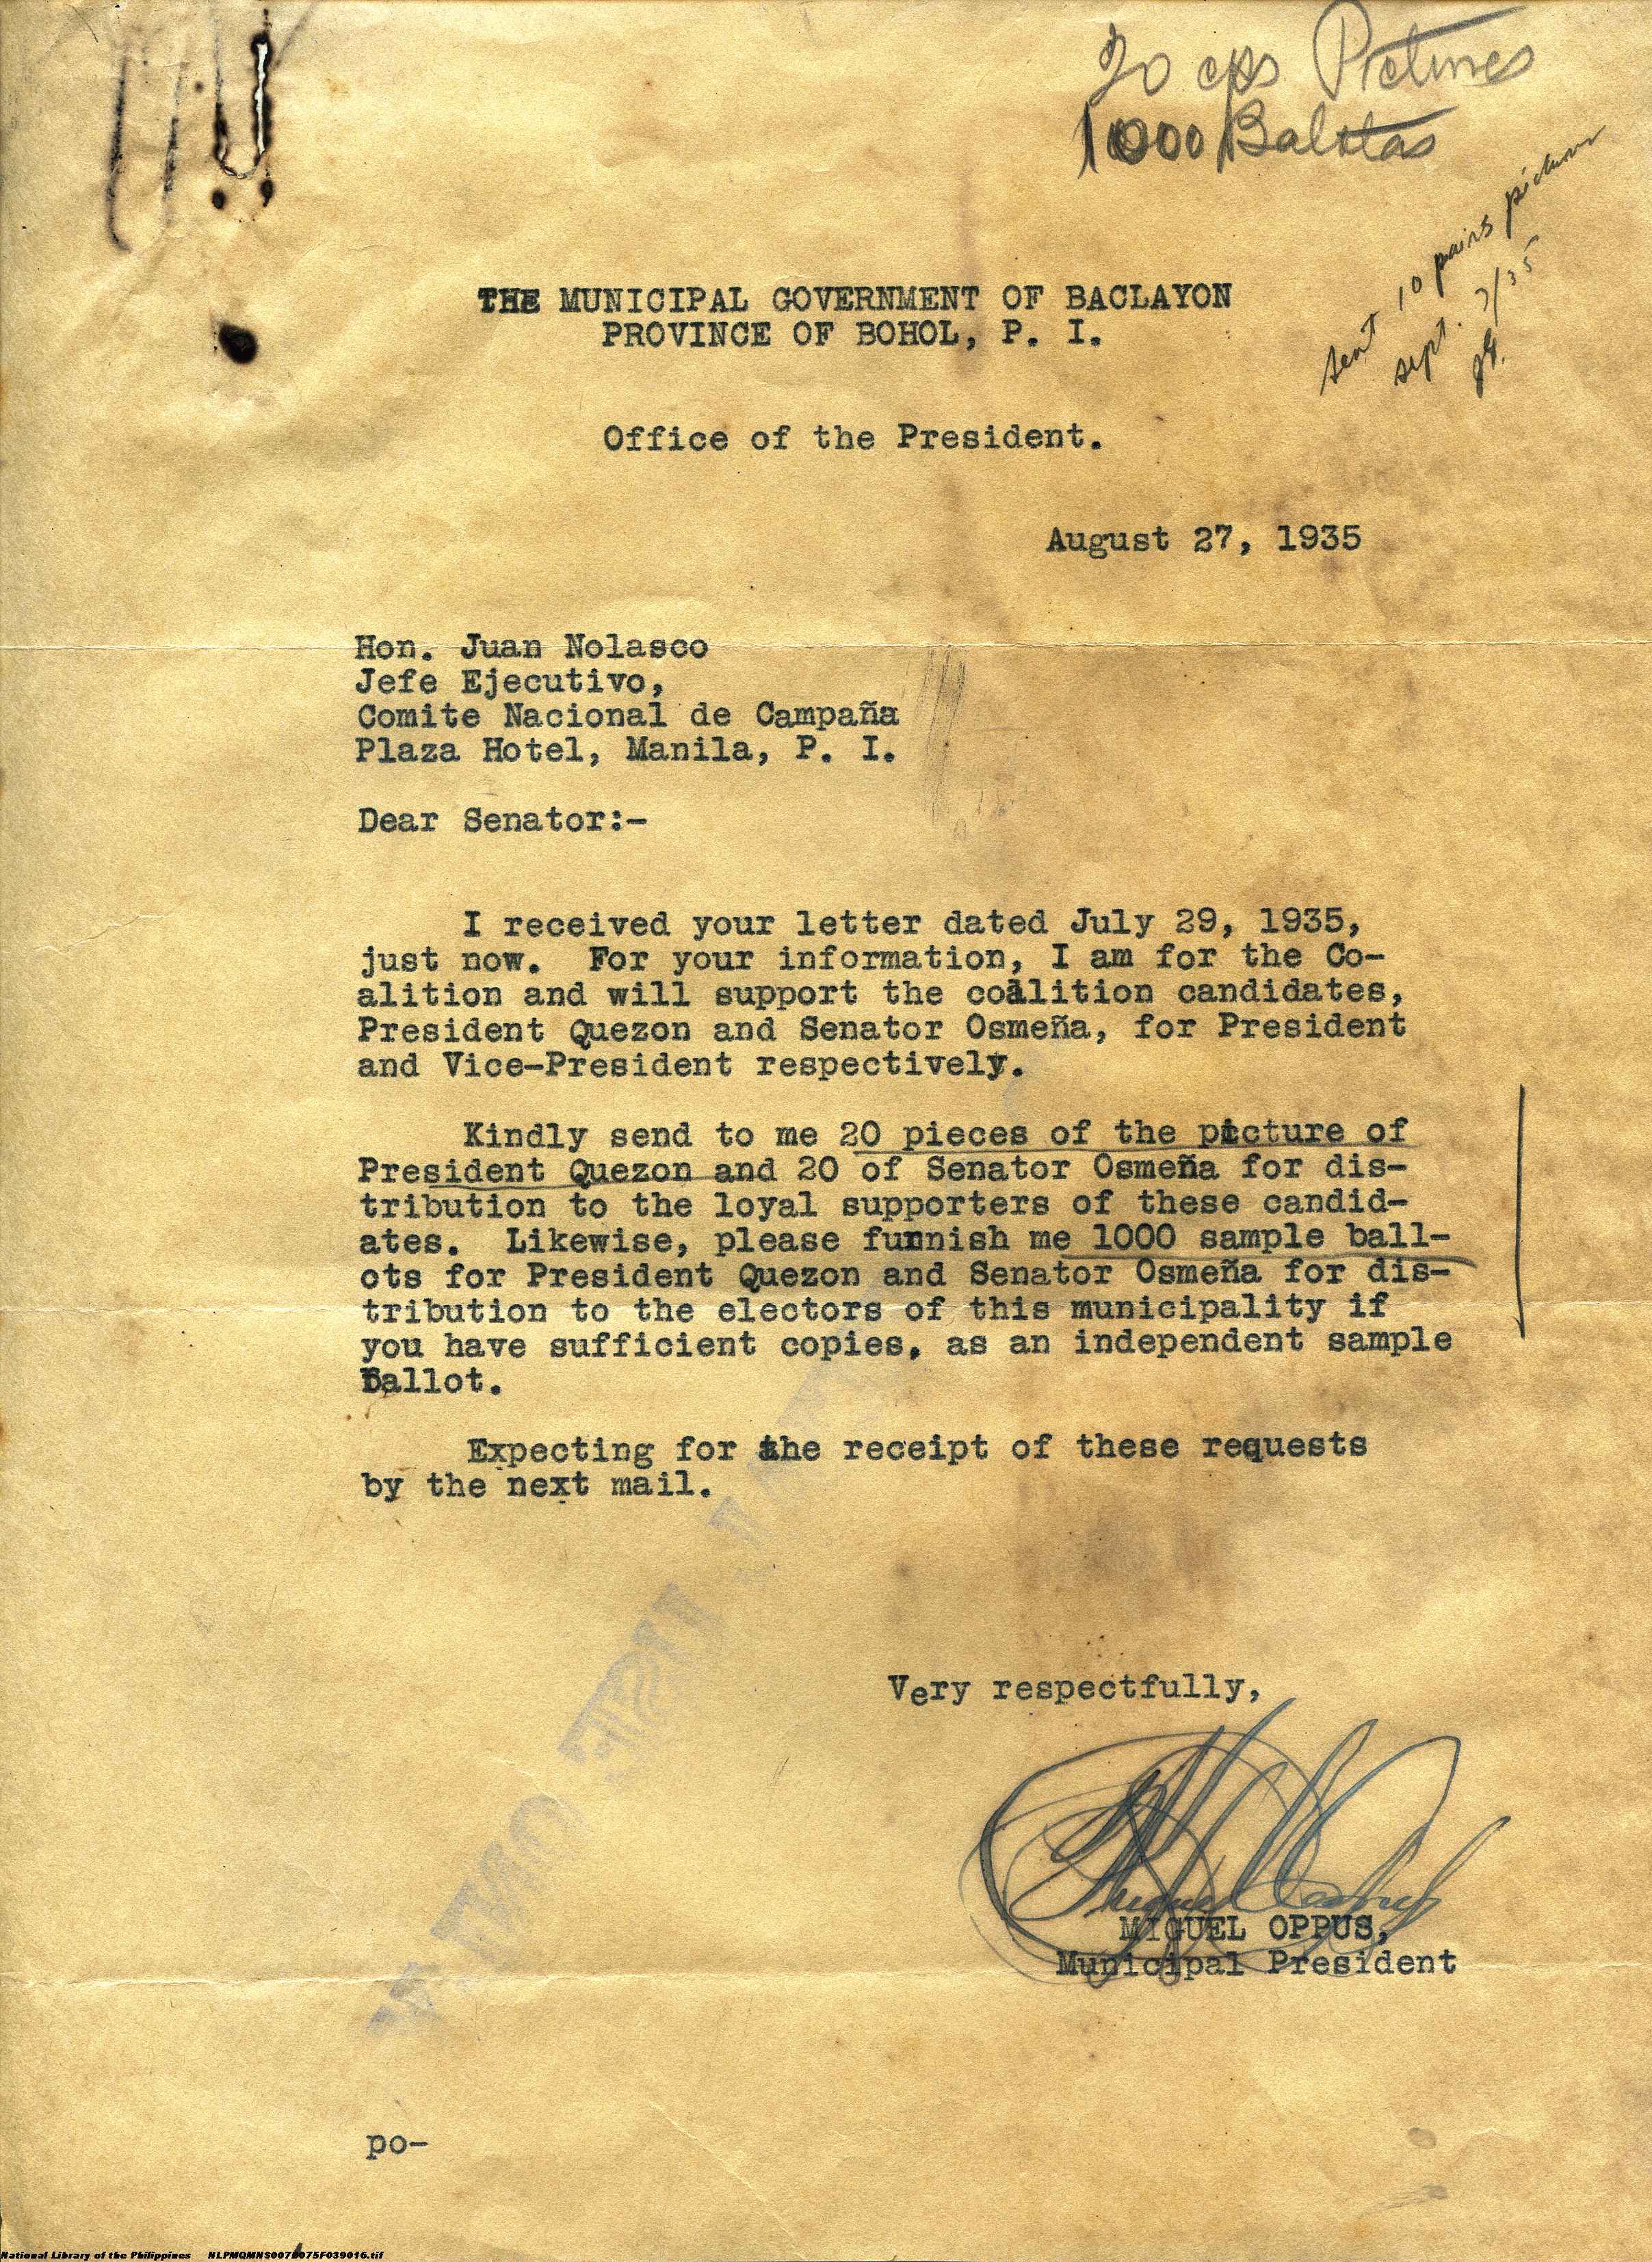 20 cps Pictures
1000 Balotas
sent 10 pairs pictures
sept. 7/35
THE MUNICIPAL GOVERNMENT OF BACLAYON
PROVINCE OF BOHOL, P. I.
Office of the President.
August 27, 1935
Hon. Juan Nolasco
Jefe Ejecutivo,
Comite Nacional de Campaña
Plaza Hotel, Manila, P. I.
Dear Senator:-
I received your letter dated July 29, 1935,
just now. For your information, I am for the Co-
alition and will support the coalition candidates,
President Quezon and Senator Osmeña, for President
and Vice-President respectively.
Kindly send to me 20 pieces of the picture of
President Quezon and 20 of Senator Osmeña for dis-
tribution to the loyal supporters of these candid-
ates. Likewise, please funnish me 1000 sample ball-
ots for President Quezon and Senator Osmeña for dis-
tribution to the electors of this municipality if
you have sufficient copies, as an independent sample
Ballot.
Expecting for the receipt of these requests
by the next mail.
Very respectfully,
MIGUEL OPPUS,
Municipal President
po-
National Library of the Philippines NLPMQMNS007B075F039016.tif